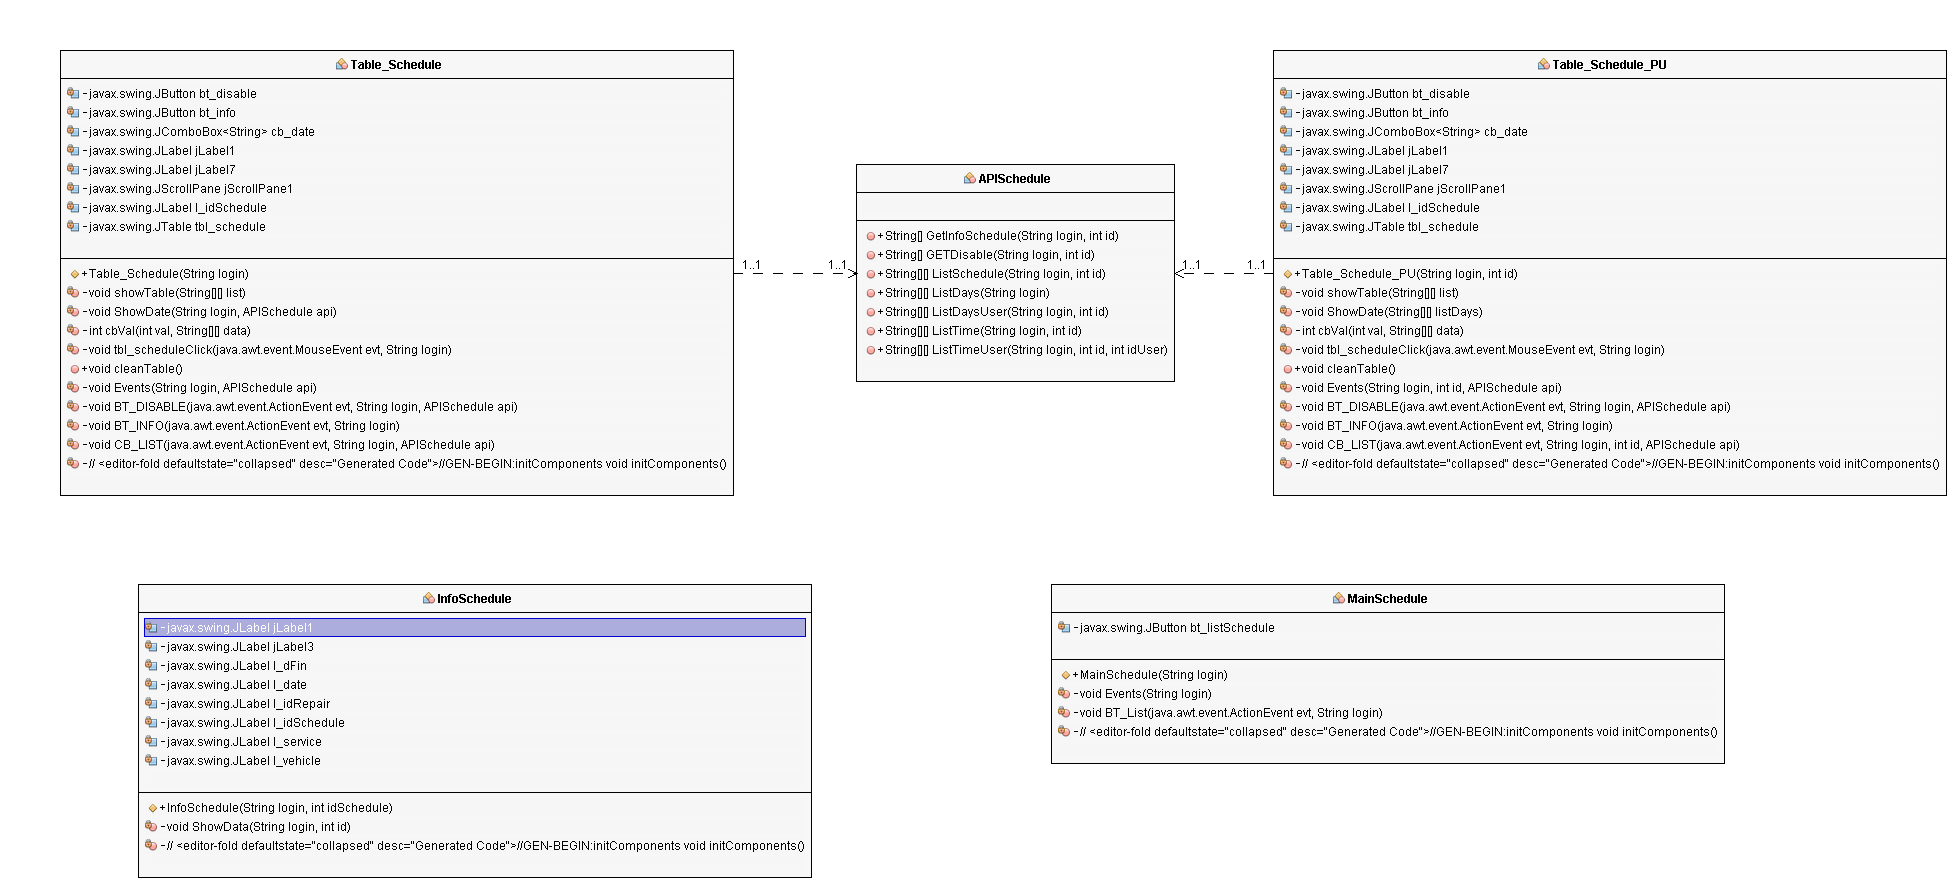 Table_Schedule
-javax.swing.JButton bt_disable
-javax.swing.JButton bt_info
-javax.swing.JComboBox<String> cb_date
-javax.swing.JLabel jLabel1
-javax.swing.JLabel jLabel7
-javax.swing.JScrollPane jScrollPane1
-javax.swing.JLabel l_idSchedule
-javax.swing.JTable tbl_schedule
+Table_Schedule(String login)
-void showTable(String[][] list)
-void ShowDate(String login, APISchedule api)
-int cbVal(int val, String[][] data)
-void tbl_scheduleClick(java.awt.event.MouseEvent evt, String login)
+void cleanTable()
-void Events(String login, APISchedule api)
-void BT_DISABLE(java.awt.event.ActionEvent evt, String login, APISchedule api)
-void BT_INFO(java.awt.event.ActionEvent evt, String login)
-void CB_LIST(java.awt.event.ActionEvent evt, String login, APISchedule api)
-// <editor-fold defaultstate="collapsed" desc="Generated Code">//GEN-BEGIN:initComponents void initComponents()
1..1
1..1
APISchedule
+String[] GetInfoSchedule(String login, int id)
+String[] GETDisable(String login, int id)
+String[][] ListSchedule(String login, int id)
+String[][] ListDays(String login)
+String[][] ListDaysUser(String login, int id)
+String[][] ListTime(String login, int id)
+String[][] ListTimeUser(String login, int id, int idUser)
1..1
1..1
Table_Schedule_PU
-javax.swing.JButton bt_disable
-javax.swing.JButton bt_info
-javax.swing.JComboBox<String> cb_date
-javax.swing.JLabel jLabel1
-javax.swing.JLabel jLabel7
-javax.swing.JScrollPane jScrollPane1
-javax.swing.JLabel l_idSchedule
-javax.swing.JTable tbl_schedule
+Table_Schedule_PU(String login, int id)
-void showTable(String[][] list)
-void ShowDate(String[][] listDays)
-int cbVal(int val, String[][] data)
-void tbl_scheduleClick(java.awt.event.MouseEvent evt, String login)
+void cleanTable()
-void Events(String login, int id, APISchedule api)
-void BT_DISABLE(java.awt.event.ActionEvent evt, String login, APISchedule api)
-void BT_INFO(java.awt.event.ActionEvent evt, String login)
-void CB_LIST(java.awt.event.ActionEvent evt, String login, int id, APISchedule api)
-// <editor-fold defaultstate="collapsed" desc="Generated Code">//GEN-BEGIN:initComponents void initComponents()
InfoSchedule
-javax.swing.JLabel jLabel1
-javax.swing.JLabel jLabel3
-javax.swing.JLabel l_dFin
-javax.swing.JLabel l_date
-javax.swing.JLabel l_idRepair
-javax.swing.JLabel l_idSchedule
-javax.swing.JLabel l_service
-javax.swing.JLabel l_vehicle
+InfoSchedule(String login, int idSchedule)
-void ShowData(String login, int id)
-// <editor-fold defaultstate="collapsed" desc="Generated Code">//GEN-BEGIN:initComponents void initComponents()
MainSchedule
-javax.swing.JButton bt_listSchedule
+MainSchedule(String login)
-void Events(String login)
-void BT_List(java.awt.event.ActionEvent evt, String login)
-// <editor-fold defaultstate="collapsed" desc="Generated Code">//GEN-BEGIN:initComponents void initComponents()